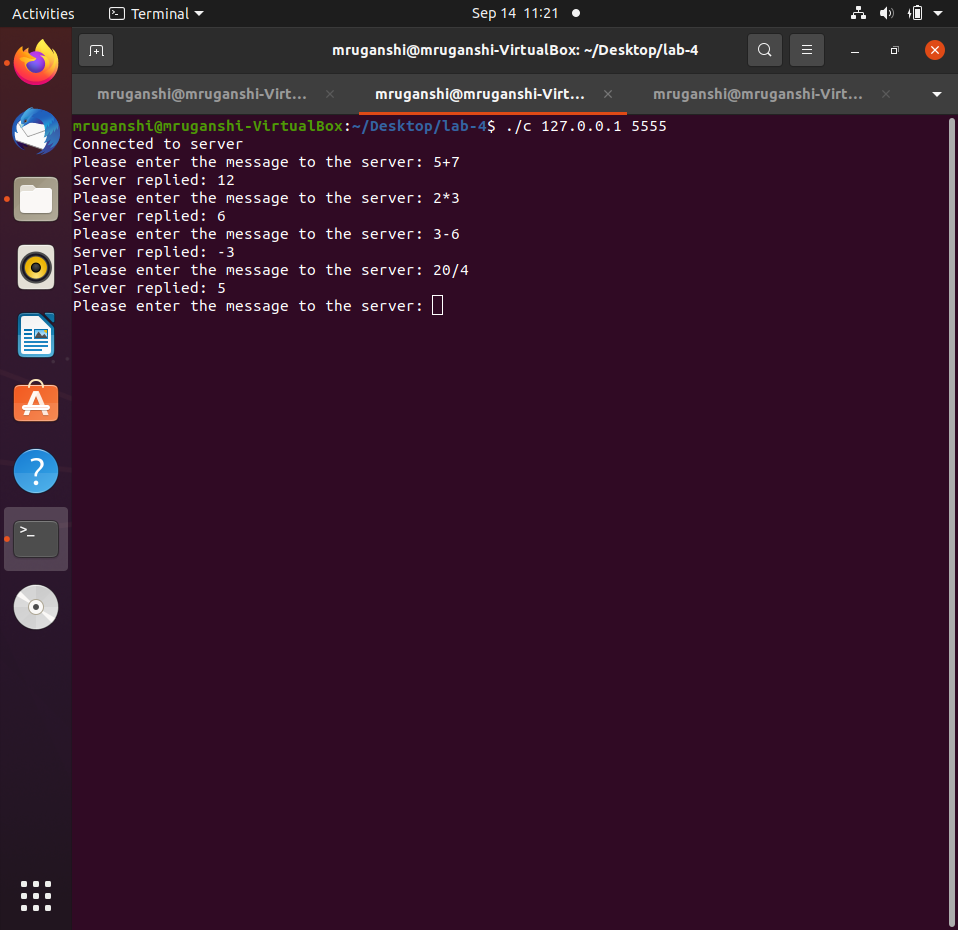 Activities Terminal Sep 14 11:21
mruganshi@mruganshi-VirtualBox: ~/Desktop/lab-4
mruganshi@mruganshi-Virt... mruganshi@mruganshi-Virt... mruganshi@mruganshi-Virt...
mruganshi@mruganshi-VirtualBox:~/Desktop/lab-4$ ./c 127.0.0.1 5555
Connected to server
Please enter the message to the server: 5+7
Server replied: 12
Please enter the message to the server: 2*3
Server replied: 6
Please enter the message to the server: 3-6
Server replied: -3
Please enter the message to the server: 20/4
Server replied: 5
Please enter the message to the server: